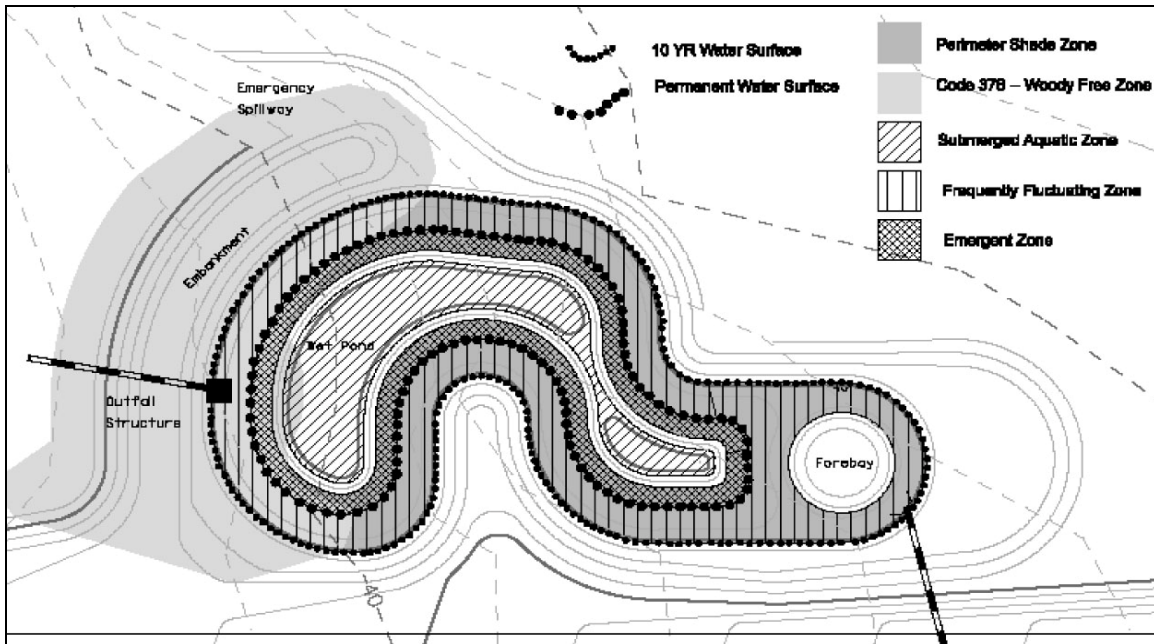 10 YR Water Surface
Permanent Water Surface
Perimeter Shade Zone
Code 378 – Woody Free Zone
Submerged Aquatic Zone
Frequently Fluctuating Zone
Emergent Zone
Emergency
Spillway
Embankment
Wet Pond
Outfall
Structure
Forebay
40